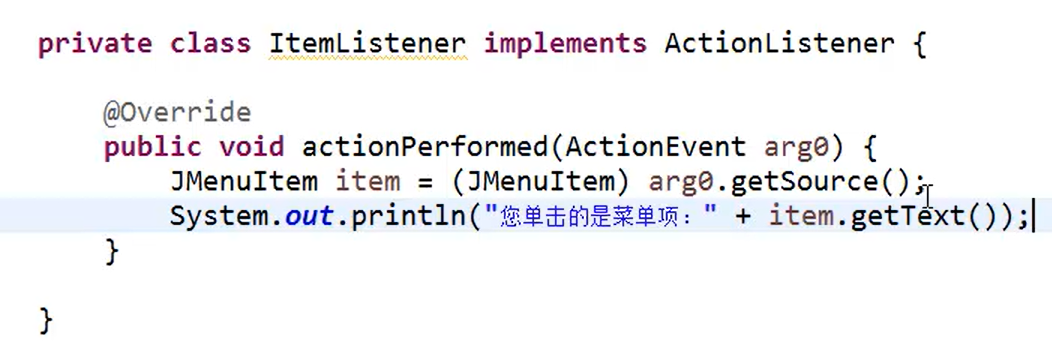 private class ItemListener implements ActionListener {
@Override
public void actionPerformed(ActionEvent arg0) {
JMenuItem item = (JMenuItem) arg0.getSource();
System.out.println("您单击的是菜单项：" + item.getText());
}
}